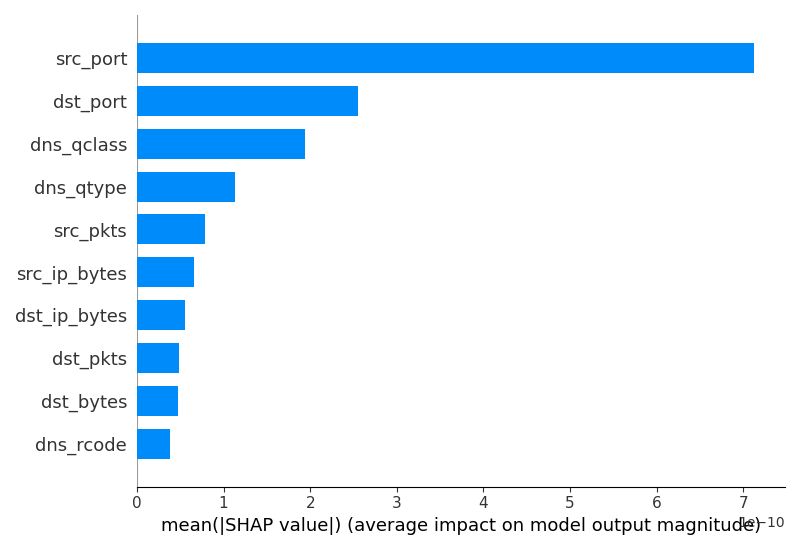 src_port
dst_port
dns_qclass
dns_qtype
src_pkts
src_ip_bytes
dst_ip_bytes
dst_pkts
dst_bytes
dns_rcode
0 1 2 3 4 5 6 7
mean(|SHAP value|) (average impact on model output magnitude)
1e−10